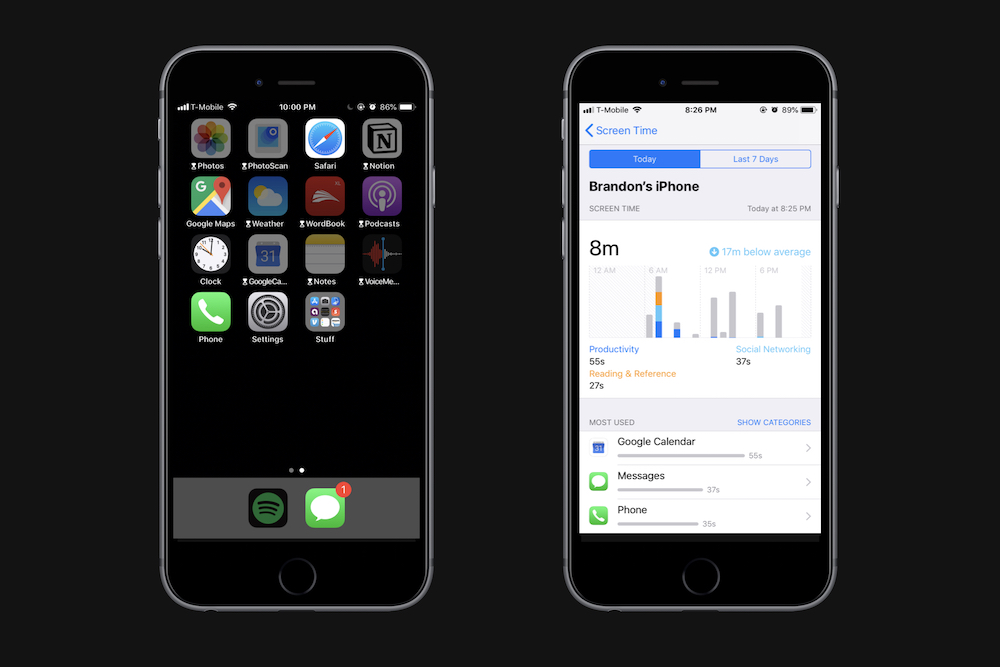 T-Mobile 10:00 PM 86%
Photos PhotoScan Safari Notion
XL
G
Google Maps Weather WordBook Podcasts
31
Clock GoogleCa... Notes VoiceMe...
Phone Settings Stuff
1
T-Mobile 8:26 PM 89%
Screen Time
Today Last 7 Days
Brandon's iPhone
SCREEN TIME Today at 8:25 PM
8m 17m below average
12 AM 6 AM 12 PM 6 PM
Productivity Social Networking
55s 37s
Reading & Reference
27s
MOST USED SHOW CATEGORIES
Google Calendar
31 55s
Messages
37s
Phone
35s